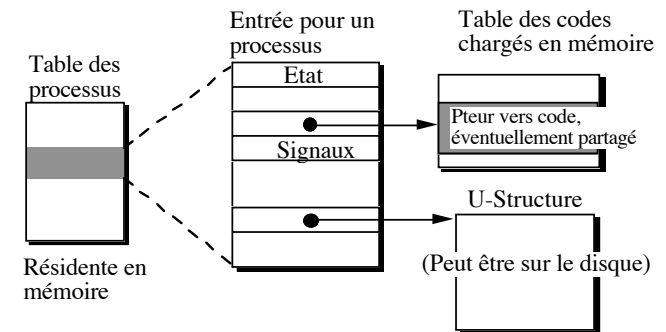 Table des
processus
Résidente en
mémoire
Entrée pour un
processus
Etat
Signaux
Table des codes
chargés en mémoire
Pteur vers code,
éventuellement partagé
U-Structure
(Peut être sur le disque)